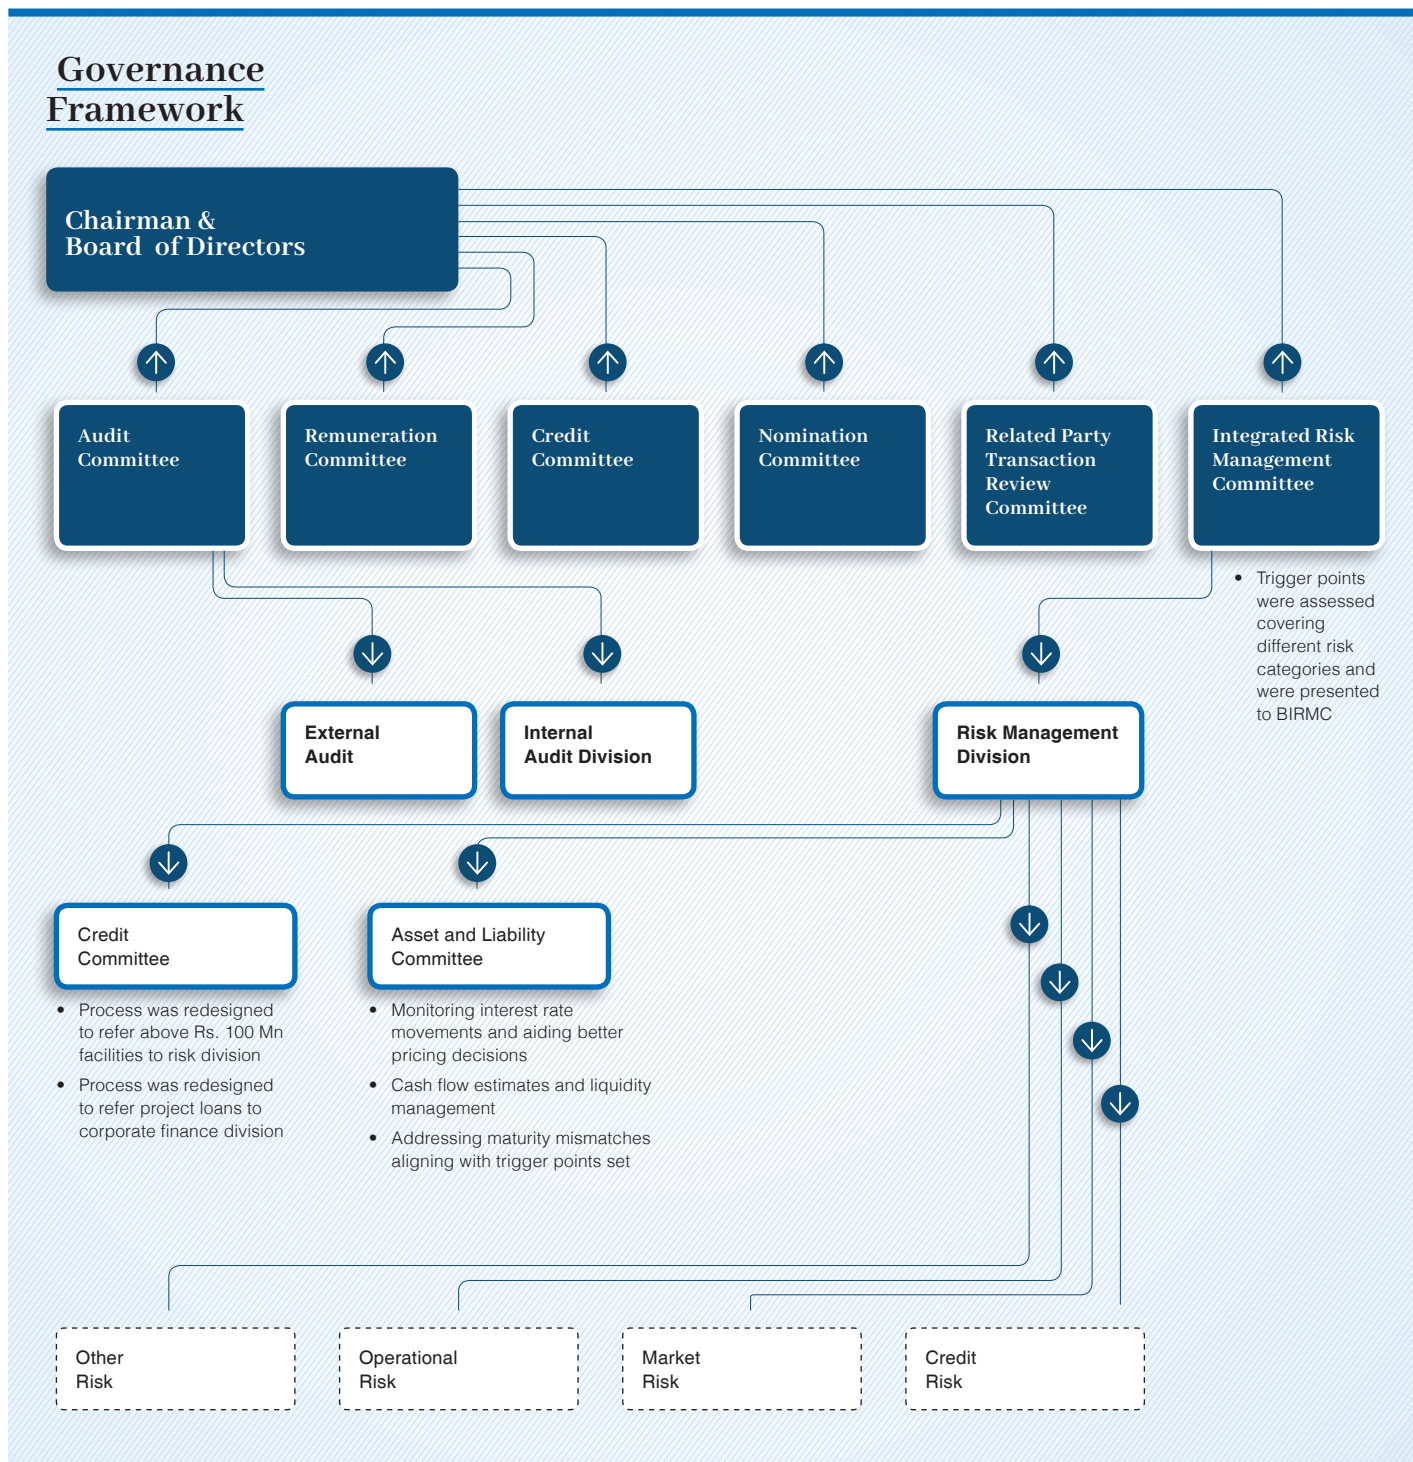 Governance
Framework
Chairman &
Board of Directors
Audit
Committee
Remuneration
Committee
Credit
Committee
Nomination
Committee
Related Party
Transaction
Review
Committee
Integrated Risk
Management
Committee
• Trigger points
were assessed
covering
different risk
categories and
were presented
to BIRMC
External
Audit
Internal
Audit Division
Risk Management
Division
Credit
Committee
• Process was redesigned
to refer above Rs. 100 Mn
facilities to risk division
• Process was redesigned
to refer project loans to
corporate finance division
Asset and Liability
Committee
• Monitoring interest rate
movements and aiding better
pricing decisions
• Cash flow estimates and liquidity
management
• Addressing maturity mismatches
aligning with trigger points set
Other
Risk
Operational
Risk
Market
Risk
Credit
Risk